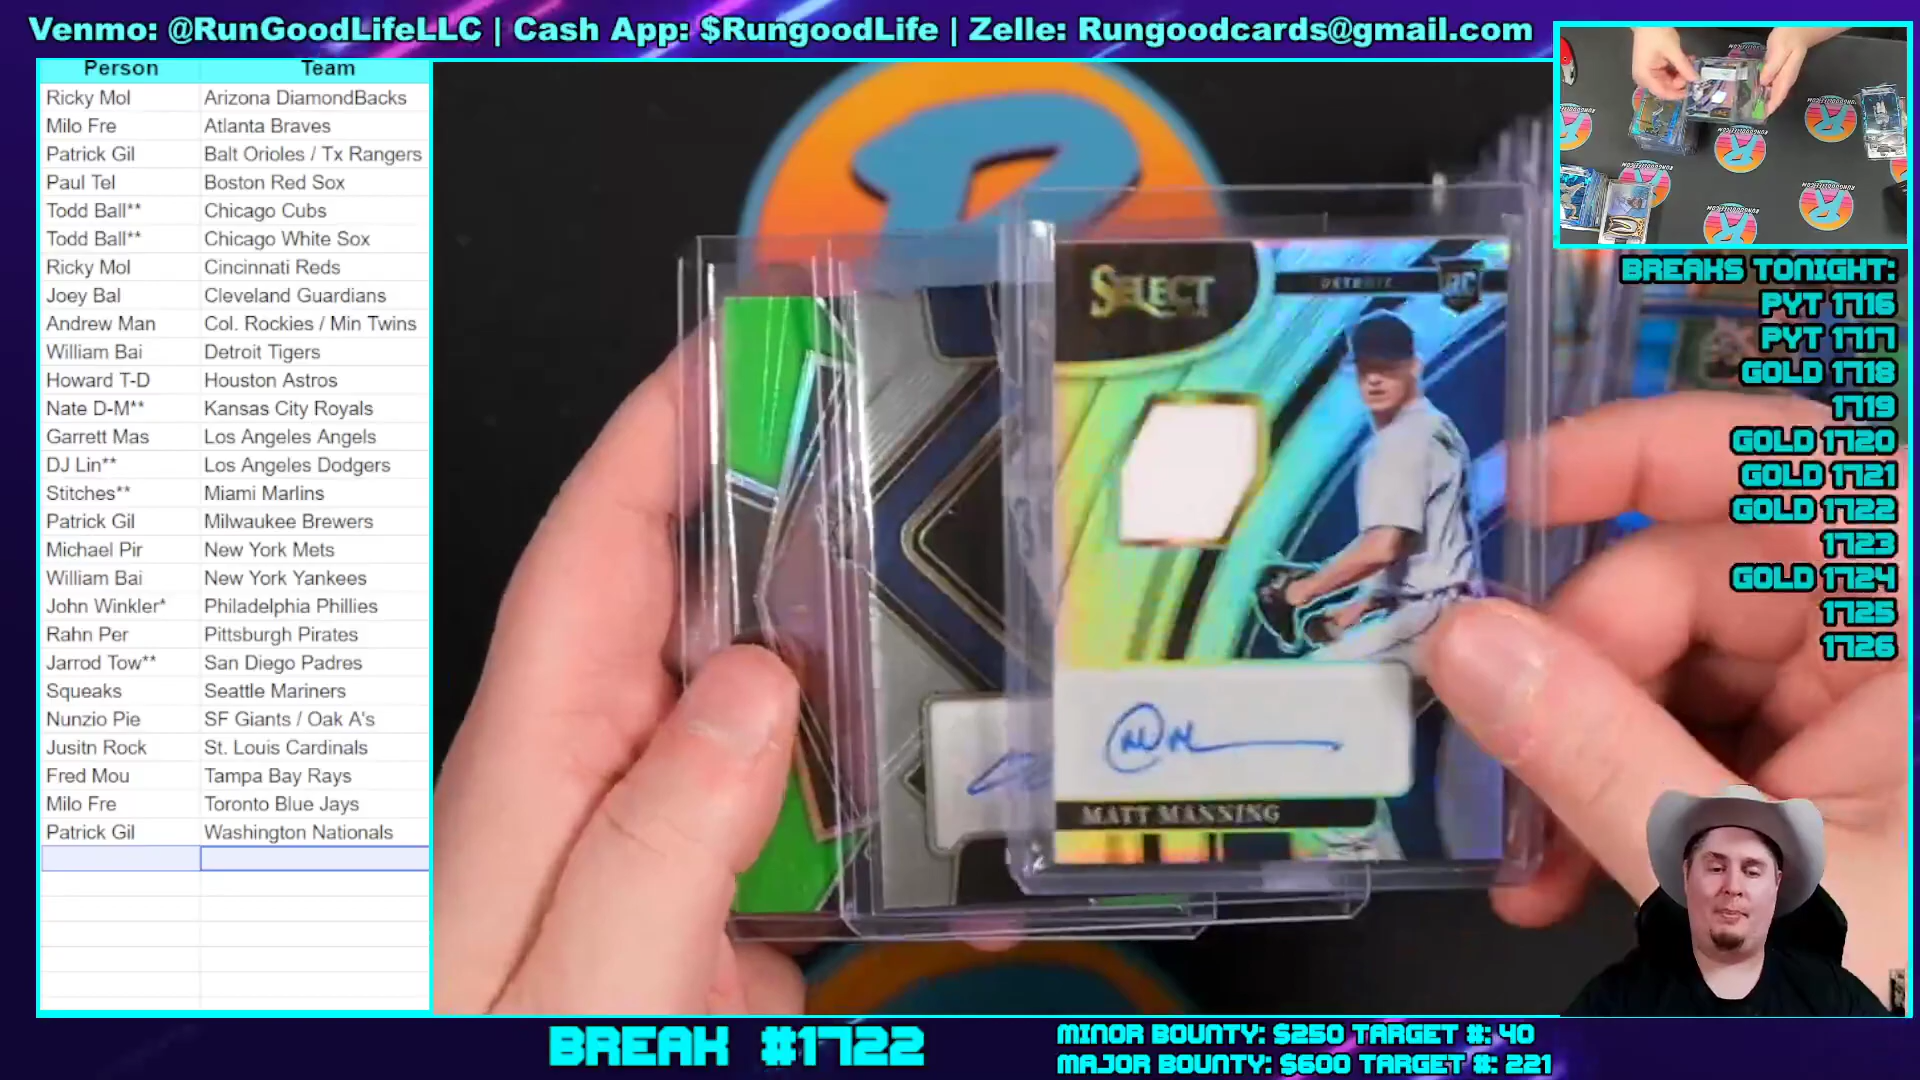 Venmo: @RunGoodLifeLLC | Cash App: $RungoodLife | Zelle: Rungoodcards@gmail.com
Person Team
Ricky Mol Arizona DiamondBacks
Milo Fre Atlanta Braves
Patrick Gil Balt Orioles / Tx Rangers
Paul Tel Boston Red Sox
Todd Ball** Chicago Cubs
Todd Ball** Chicago White Sox
Ricky Mol Cincinnati Reds
Joey Bal Cleveland Guardians
Andrew Man Col. Rockies / Min Twins
William Bai Detroit Tigers
Howard T-D Houston Astros
Nate D-M** Kansas City Royals
Garrett Mas Los Angeles Angels
DJ Lin** Los Angeles Dodgers
Stitches** Miami Marlins
Patrick Gil Milwaukee Brewers
Michael Pir New York Mets
William Bai New York Yankees
John Winkler* Philadelphia Phillies
Rahn Per Pittsburgh Pirates
Jarrod Tow** San Diego Padres
Squeaks Seattle Mariners
Nunzio Pie SF Giants / Oak A's
Jusitn Rock St. Louis Cardinals
Fred Mou Tampa Bay Rays
Milo Fre Toronto Blue Jays
Patrick Gil Washington Nationals
SELECT
DETROIT
RC
MATT MANNING
BREAKS TONIGHT:
PYT 1716
PYT 1717
GOLD 1718
1719
GOLD 1720
GOLD 1721
GOLD 1722
1723
GOLD 1724
1725
1726
BREAK #1722
MINOR BOUNTY: $250 TARGET #: 40
MAJOR BOUNTY: $600 TARGET #: 221